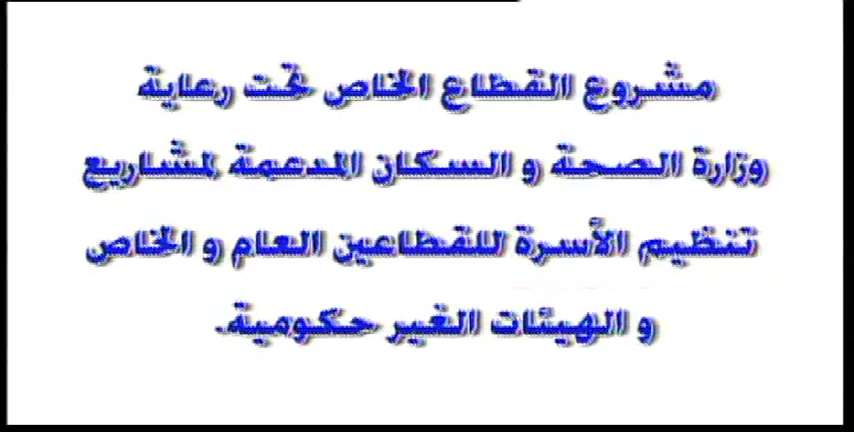 مشروع القطاع الخاص تحت رعاية
وزارة الصحة و السكان المدعمة لمشاريع
تنظيم الأسرة للقطاعين العام و الخاص
و الهيئات الغير حكومية.